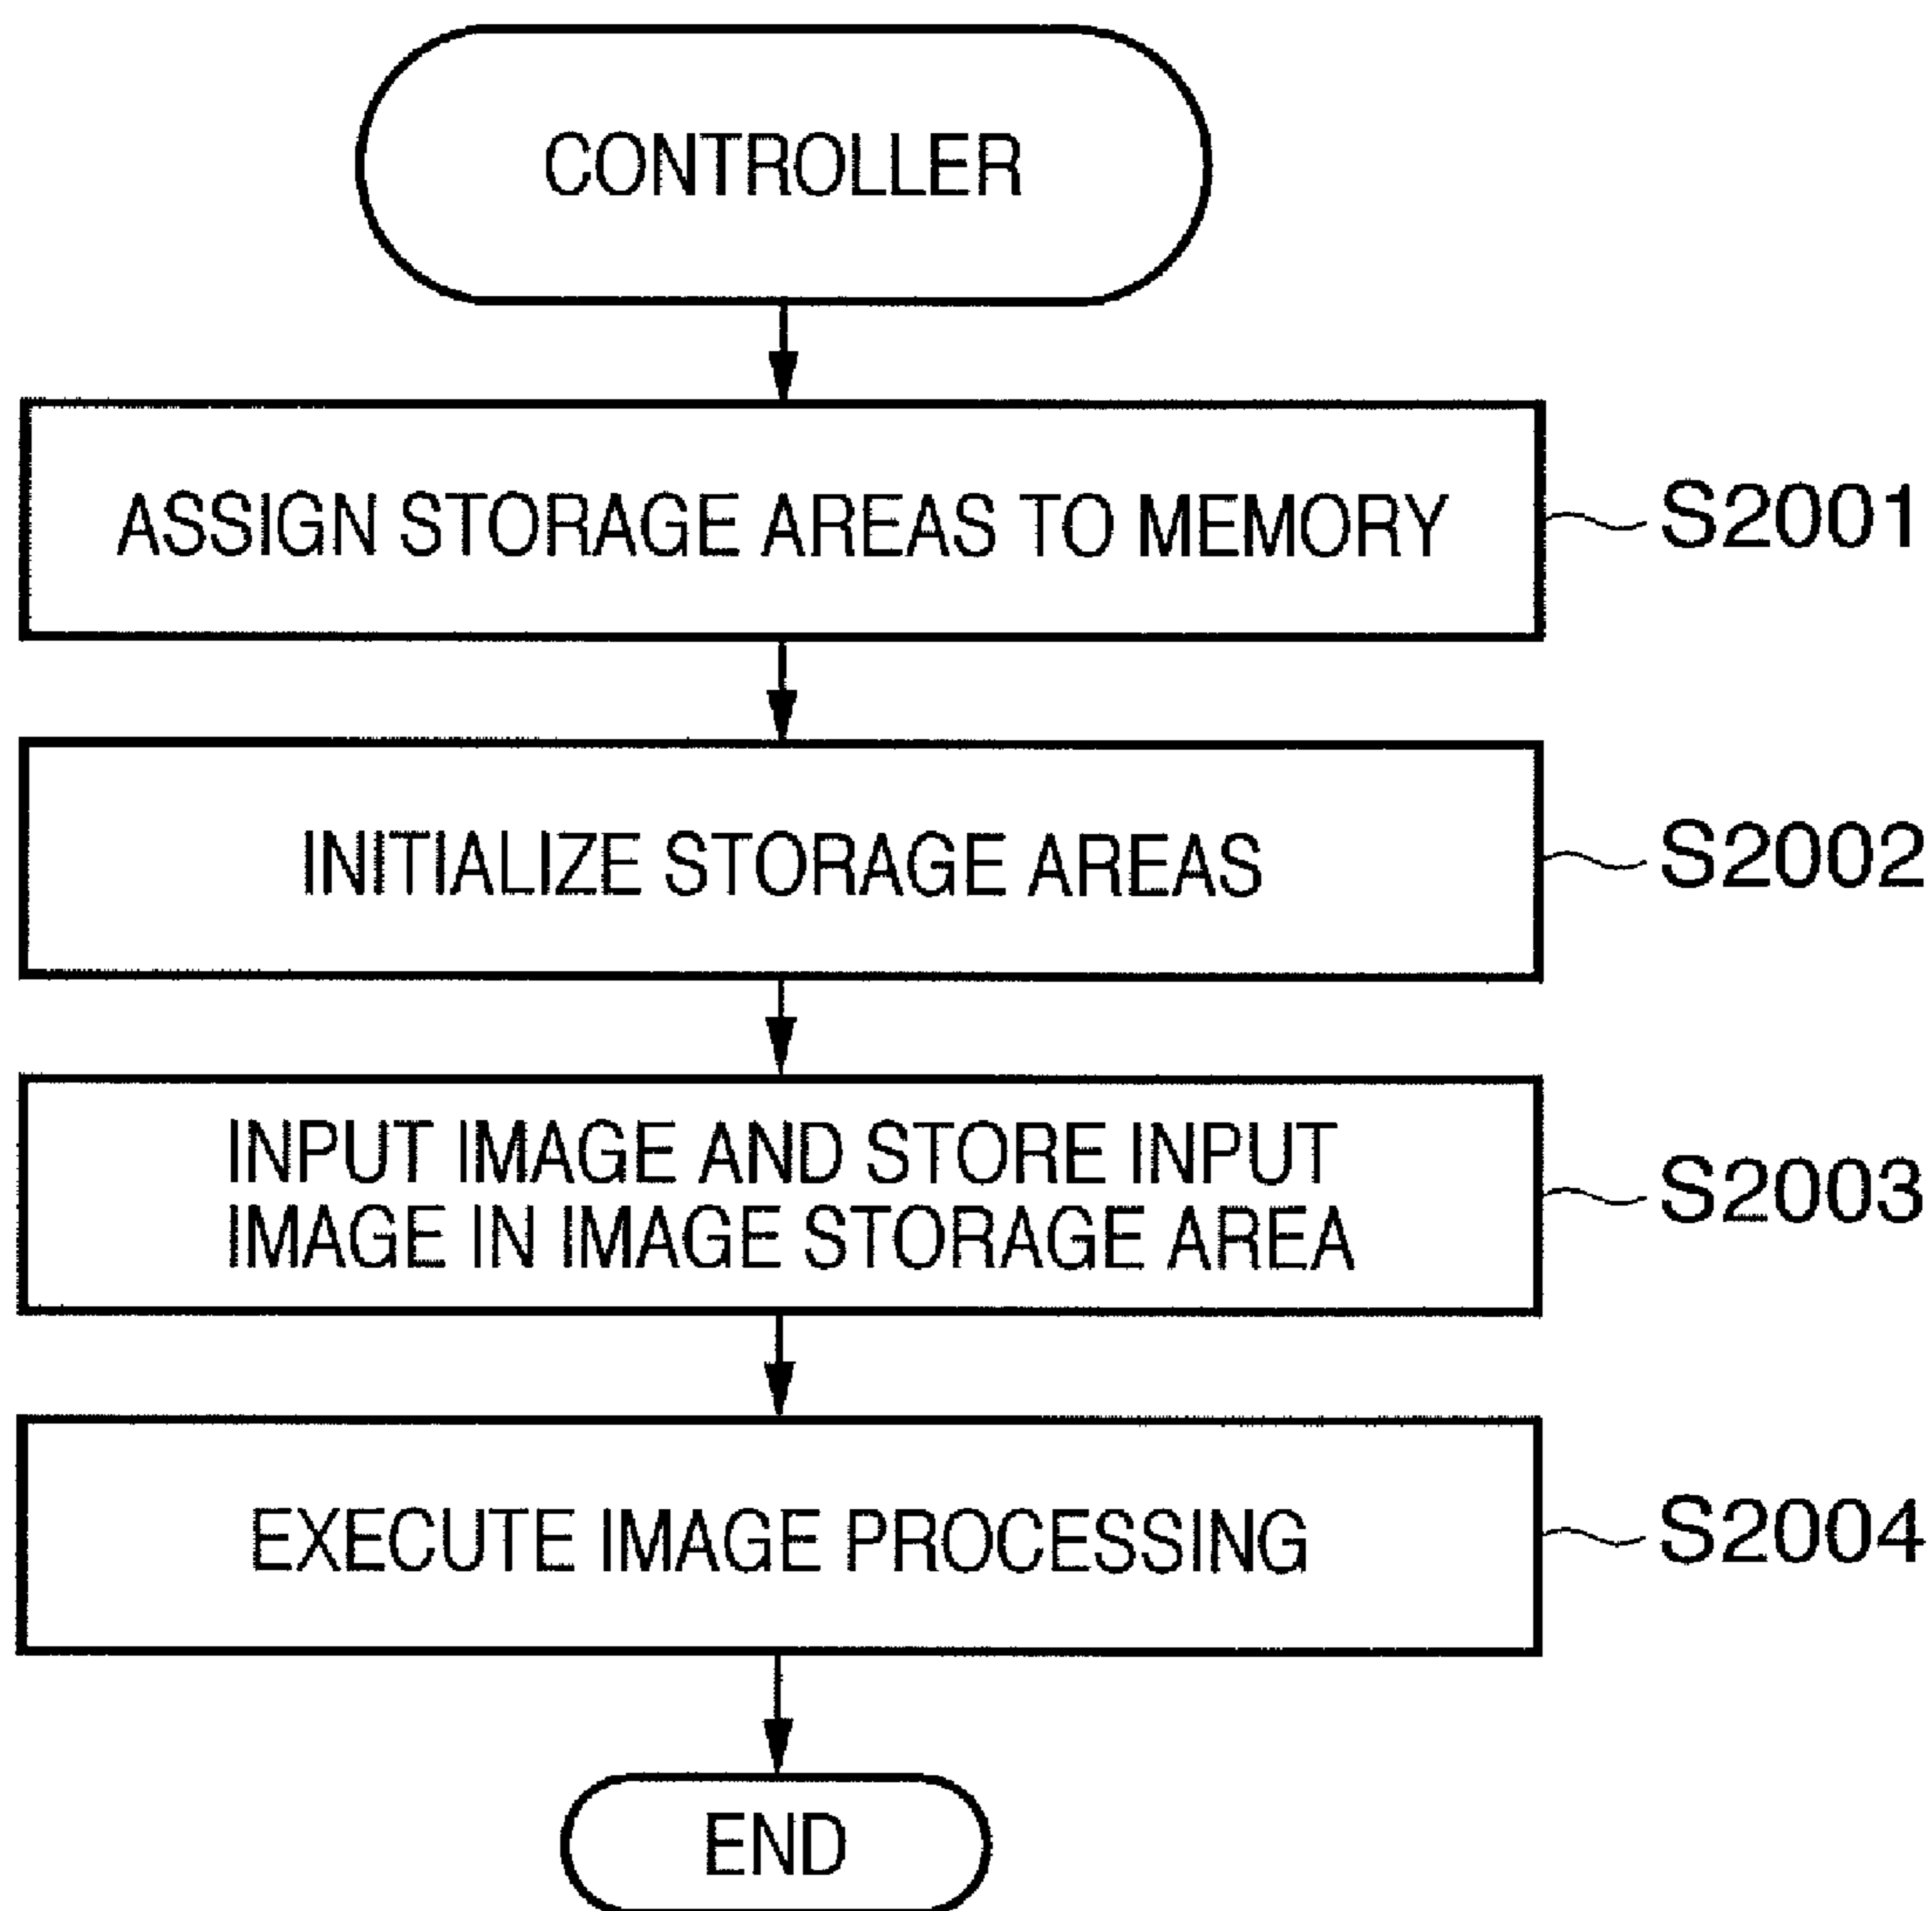 CONTROLLER
ASSIGN STORAGE AREAS TO MEMORY
S2001
INITIALIZE STORAGE AREAS
S2002
INPUT IMAGE AND STORE INPUT
IMAGE IN IMAGE STORAGE AREA
S2003
EXECUTE IMAGE PROCESSING
S2004
END